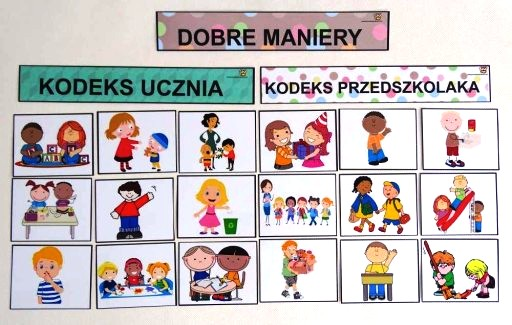 DOBRE MANIERY
KODEKS UCZNIA
KODEKS PRZEDSZKOLAKA